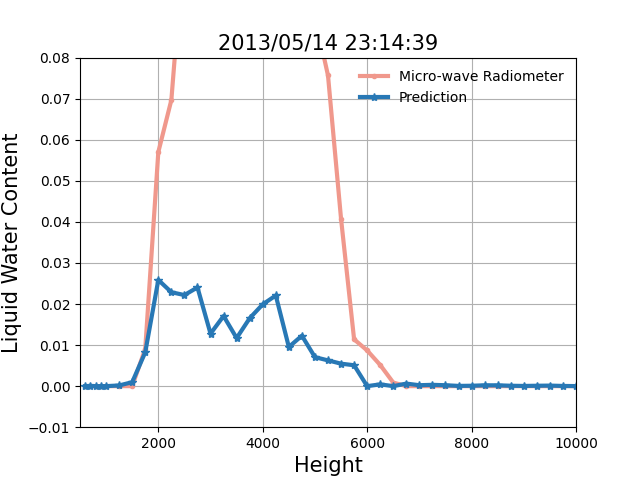 2013/05/14 23:14:39
Micro-wave Radiometer
Prediction
Liquid Water Content
0.08
0.07
0.06
0.05
0.04
0.03
0.02
0.01
0.00
−0.01
2000 4000 6000 8000 10000
Height